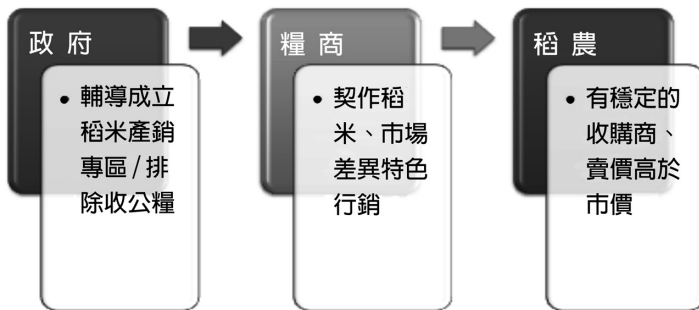 政府
輔導成立
稻米產銷
專區/排
除收公糧
糧商
契作稻
米、市場
差異特色
行銷
稻農
有穩定的
收購商、
賣價高於
市價